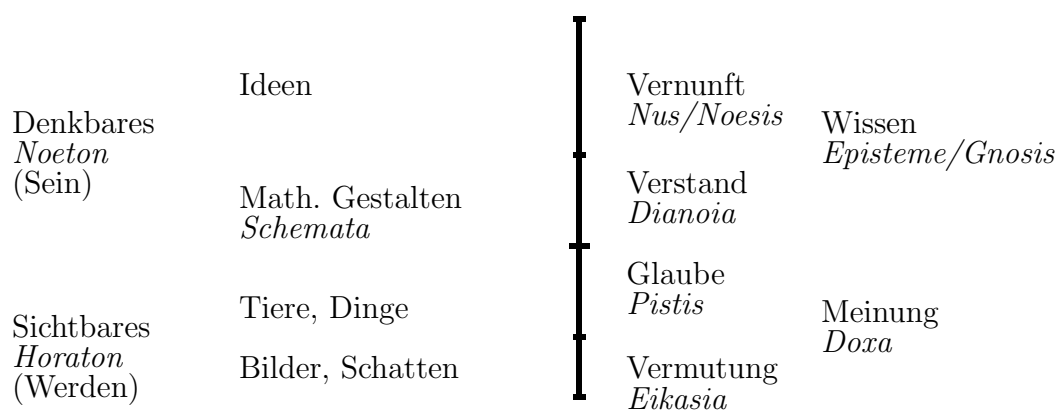 Ideen
Vernunft
Nus/Noesis
Denkbares
Noeton
(Sein)
Wissen
Episteme/Gnosis
Math. Gestalten
Schemata
Verstand
Dianoia
Tiere, Dinge
Glaube
Pistis
Sichtbares
Horaton
(Werden)
Meinung
Doxa
Bilder, Schatten
Vermutung
Eikasia